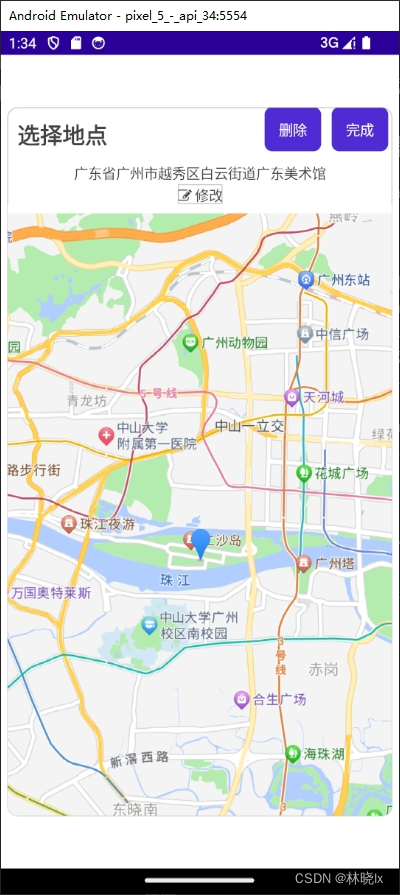 Android Emulator - pixel_5_-_api_34:5554
1:34
3G
选择地点
删除
完成
广东省广州市越秀区白云街道广东美术馆
修改
燕岭
广州东站
中信广场
园
广州动物园
5号线
天河城
青龙坊
中山一立交
中山大学
附属第一医院
路步行街
花城广场
珠江夜游
二沙岛
广州塔
珠江
万国奥特莱斯
中山大学广州
校区南校园
3号线
赤岗
合生广场
新滘西路
海珠湖
东晓南
3
CSDN @林晓lx